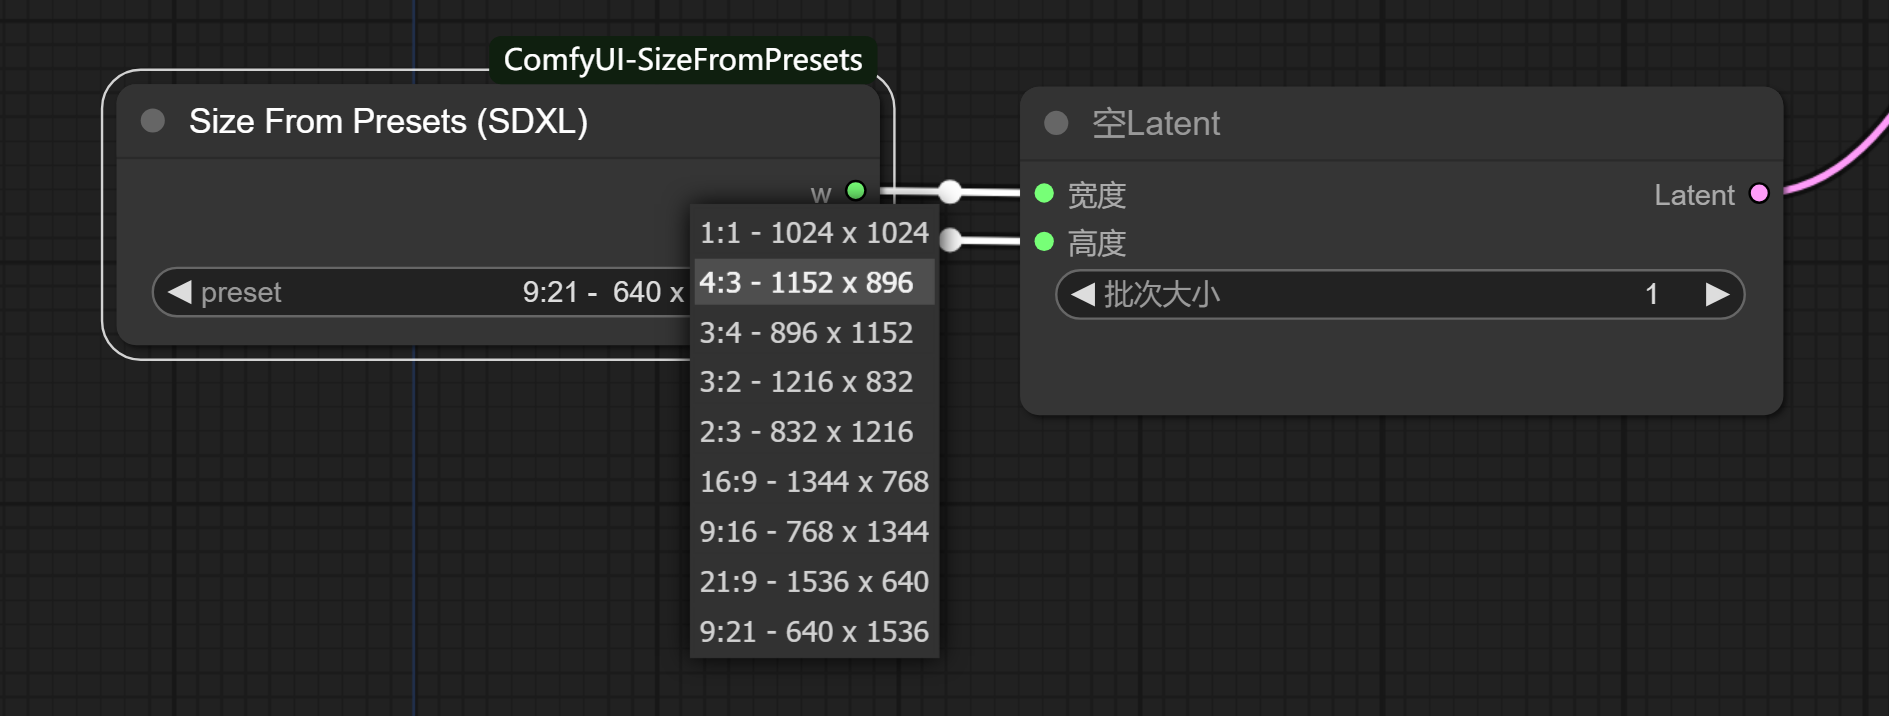 ComfyUI-SizeFromPresets
Size From Presets (SDXL)
w
preset
9:21 -  640 x
1:1 - 1024 x 1024
4:3 - 1152 x 896
3:4 - 896 x 1152
3:2 - 1216 x 832
2:3 - 832 x 1216
16:9 - 1344 x 768
9:16 - 768 x 1344
21:9 - 1536 x 640
9:21 - 640 x 1536
空Latent
宽度
Latent
高度
批次大小
1